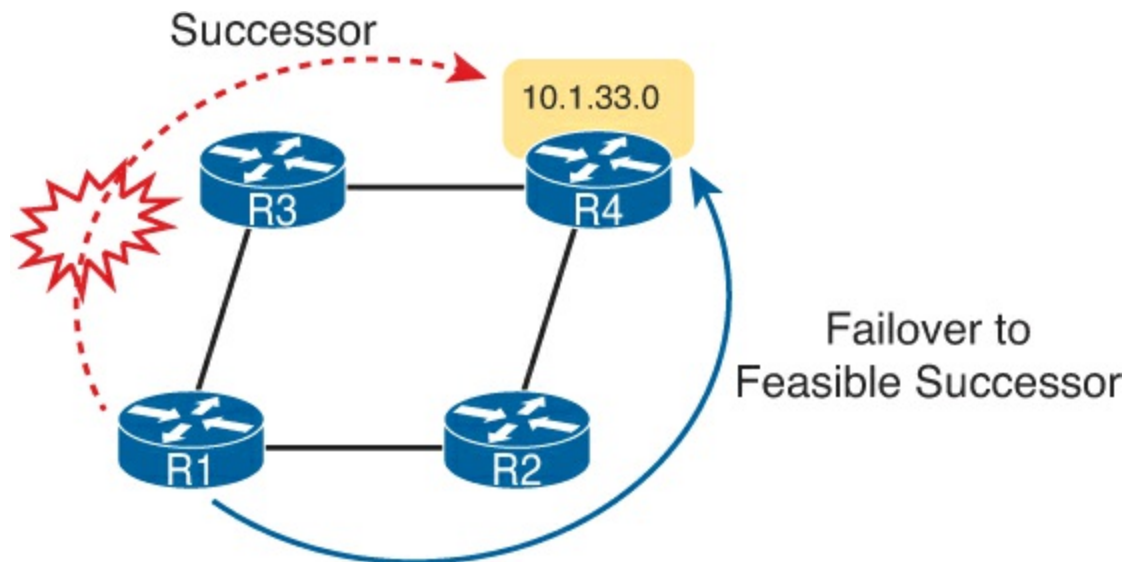 Successor
10.1.33.0
R3
R4
Failover to
Feasible Successor
R1
R2